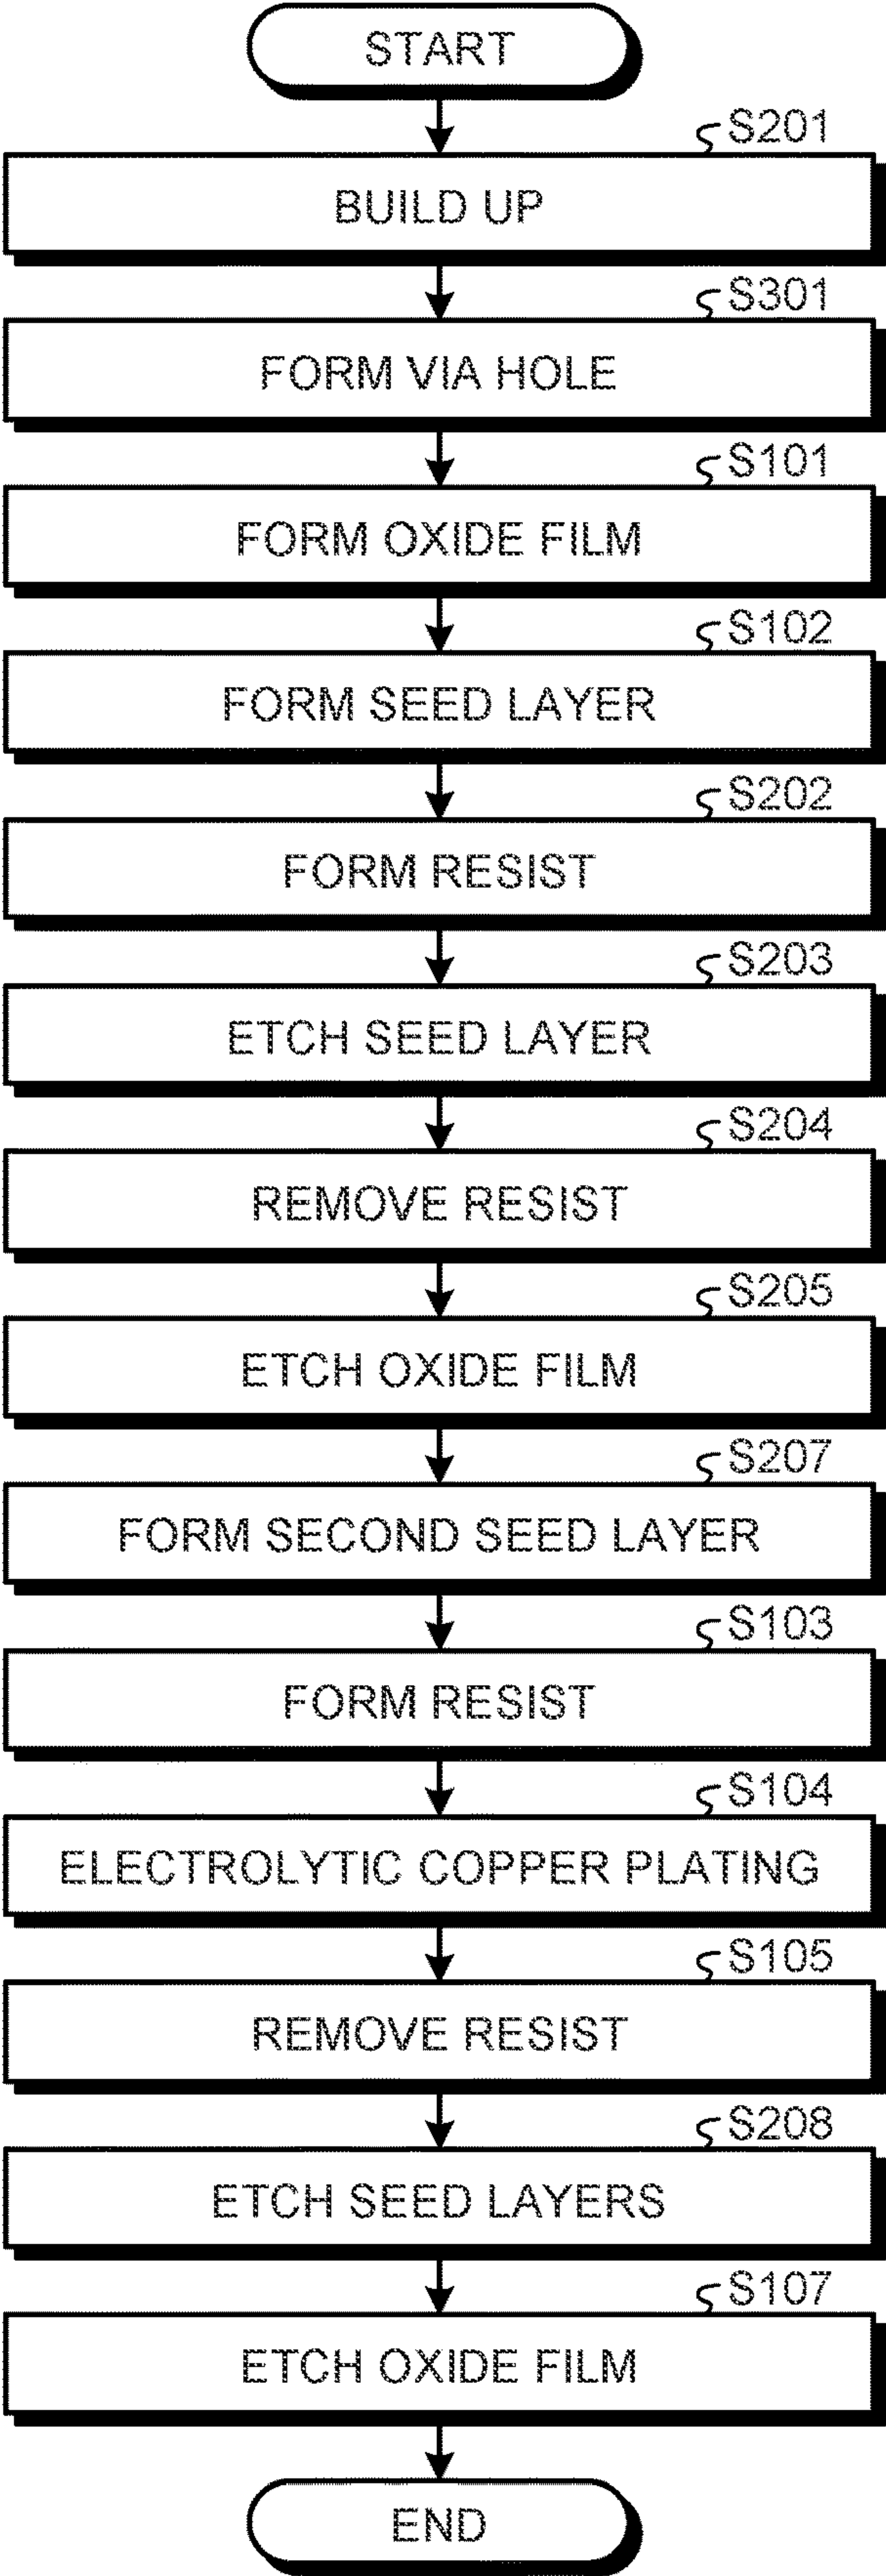 START
S201
BUILD UP
S301
FORM VIA HOLE
S101
FORM OXIDE FILM
S102
FORM SEED LAYER
S202
FORM RESIST
S203
ETCH SEED LAYER
S204
REMOVE RESIST
S205
ETCH OXIDE FILM
S207
FORM SECOND SEED LAYER
S103
FORM RESIST
S104
ELECTROLYTIC COPPER PLATING
S105
REMOVE RESIST
S208
ETCH SEED LAYERS
S107
ETCH OXIDE FILM
END